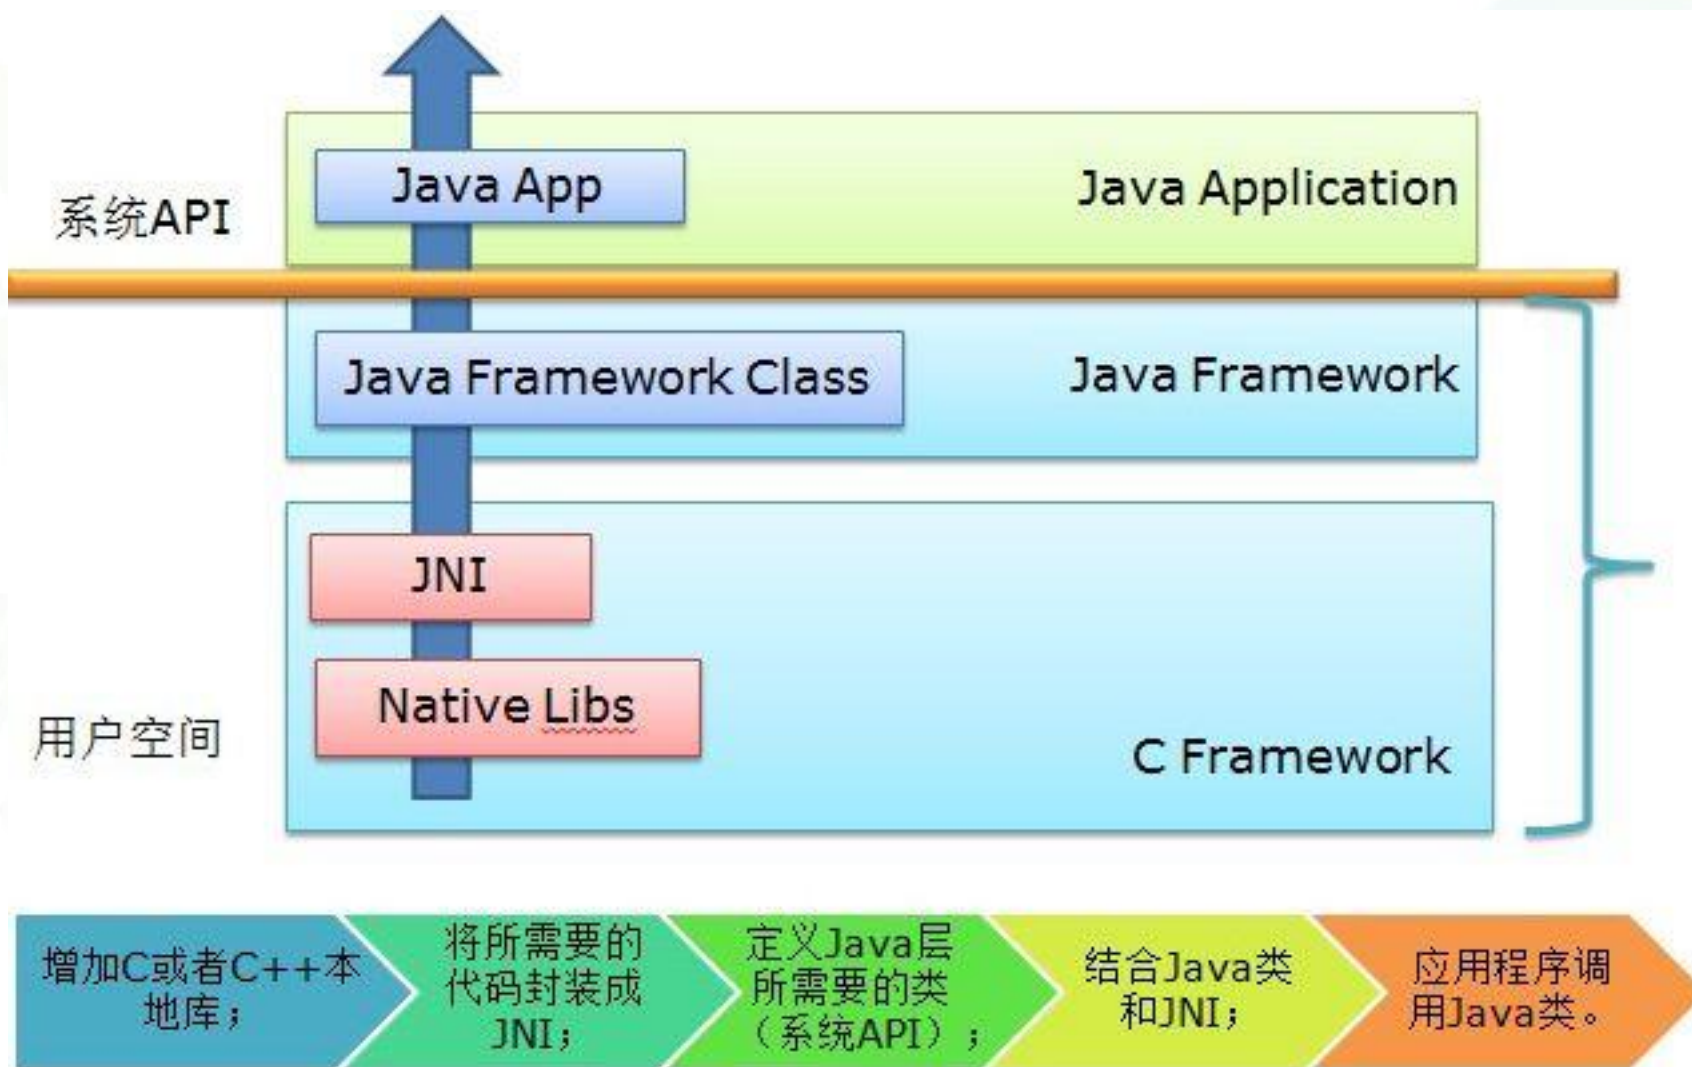 Java App
Java Application
系统API
Java Framework Class
Java Framework
JNI
Native Libs
用户空间
C Framework
增加C或者C++本
地库；
将所需要的
代码封装成
JNI；
定义Java层
所需要的类
（系统API）；
结合Java类
和JNI；
应用程序调
用Java类。